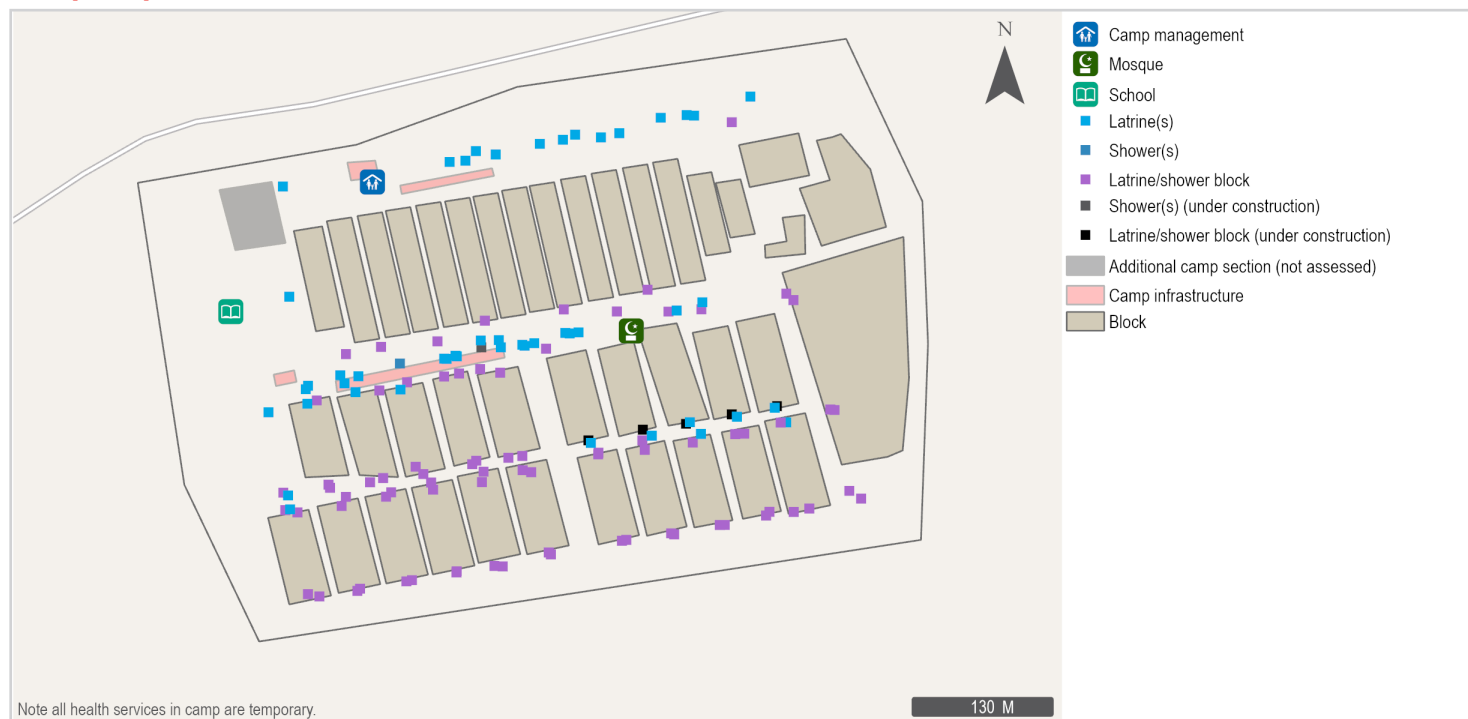 N
Camp management
Mosque
School
Latrine(s)
Shower(s)
Latrine/shower block
Shower(s) (under construction)
Latrine/shower block (under construction)
Additional camp section (not assessed)
Camp infrastructure
Block
Note all health services in camp are temporary.
130 M